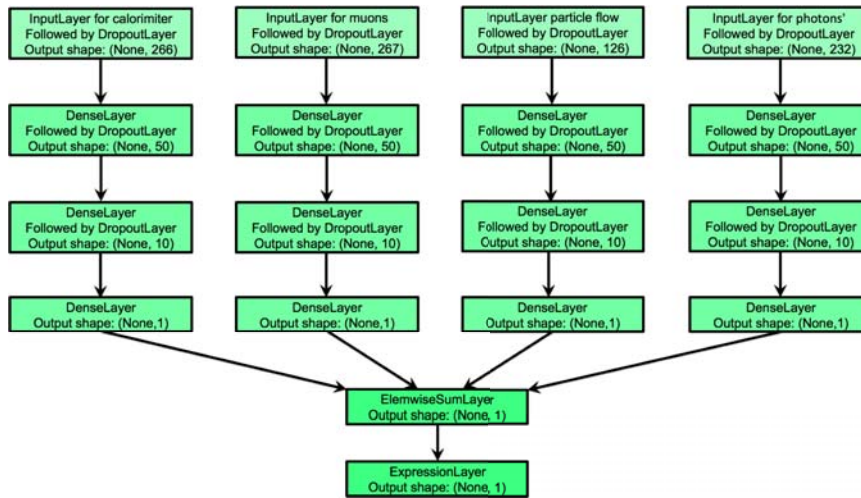 InputLayer for calorimiter
Followed by DropoutLayer
Output shape: (None, 266)
InputLayer for muons
Followed by DropoutLayer
Output shape: (None, 267)
InputLayer particle flow
Followed by DropoutLayer
Output shape: (None, 126)
InputLayer for photons'
Followed by DropoutLayer
Output shape: (None, 232)
DenseLayer
Followed by DropoutLayer
Output shape: (None, 50)
DenseLayer
Followed by DropoutLayer
Output shape: (None, 50)
DenseLayer
Followed by DropoutLayer
Output shape: (None, 50)
DenseLayer
Followed by DropoutLayer
Output shape: (None, 50)
DenseLayer
Followed by DropoutLayer
Output shape: (None, 10)
DenseLayer
Followed by DropoutLayer
Output shape: (None, 10)
DenseLayer
Followed by DropoutLayer
Output shape: (None, 10)
DenseLayer
Followed by DropoutLayer
Output shape: (None, 10)
DenseLayer
Output shape: (None,1)
DenseLayer
Output shape: (None,1)
DenseLayer
Output shape: (None,1)
DenseLayer
Output shape: (None,1)
ElemwiseSumLayer
Output shape: (None, 1)
ExpressionLayer
Output shape: (None, 1)